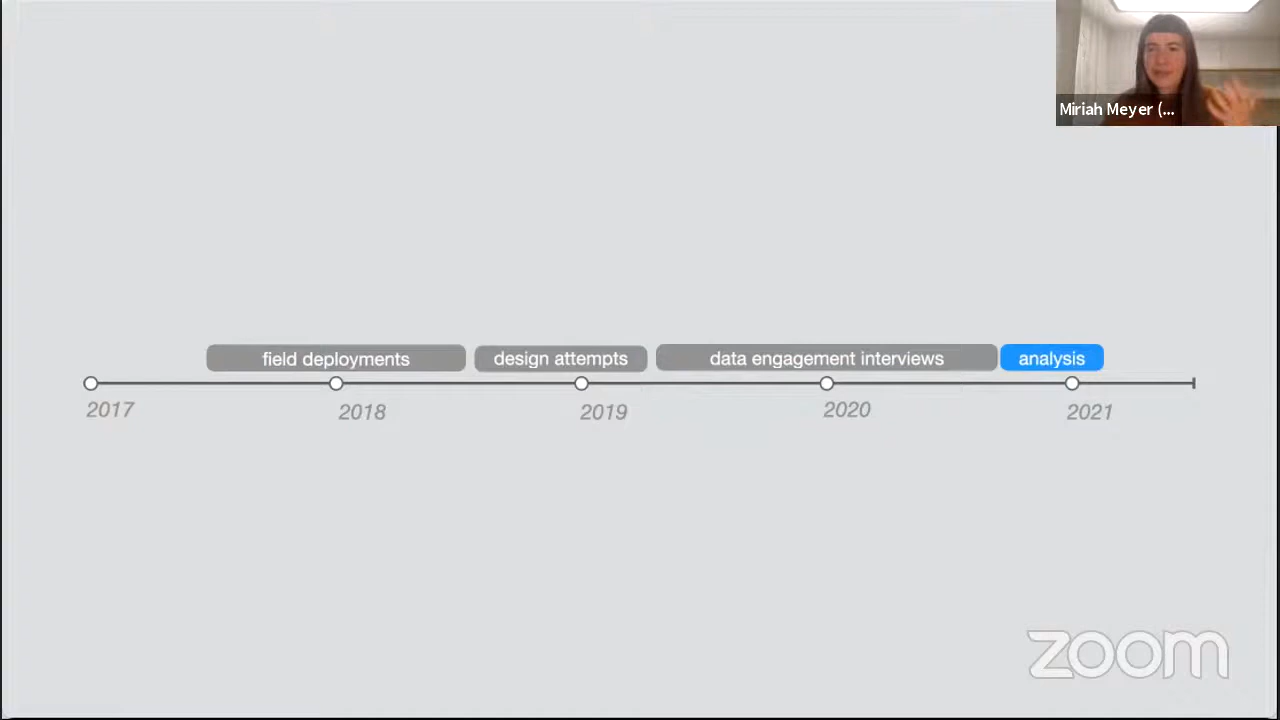 Miriah Meyer (...
field deployments
design attempts
data engagement interviews
analysis
2017
2018
2019
2020
2021
zoom